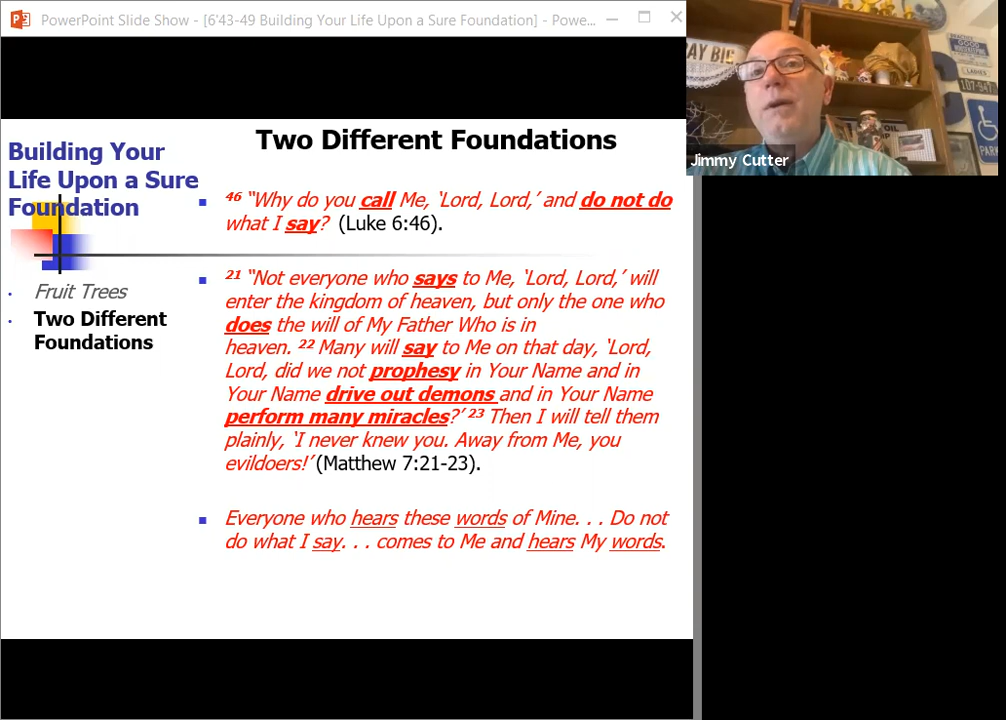 PowerPoint Slide Show - [6'43-49 Building Your Life Upon a Sure Foundation] - Powe...
Building Your
Life Upon a Sure
Foundation
Fruit Trees
Two Different
Foundations
Two Different Foundations
46 “Why do you call Me, ‘Lord, Lord,’ and do not do
what I say? (Luke 6:46).
21 “Not everyone who says to Me, ‘Lord, Lord,’ will
enter the kingdom of heaven, but only the one who
does the will of My Father Who is in
heaven. 22 Many will say to Me on that day, ‘Lord,
Lord, did we not prophesy in Your Name and in
Your Name drive out demons and in Your Name
perform many miracles?’ 23 Then I will tell them
plainly, ‘I never knew you. Away from Me, you
evildoers!’ (Matthew 7:21-23).
Everyone who hears these words of Mine. . . Do not
do what I say. . . comes to Me and hears My words.
Jimmy Cutter
BIG
GOOD
LADIES
107-947
OIL
PARK